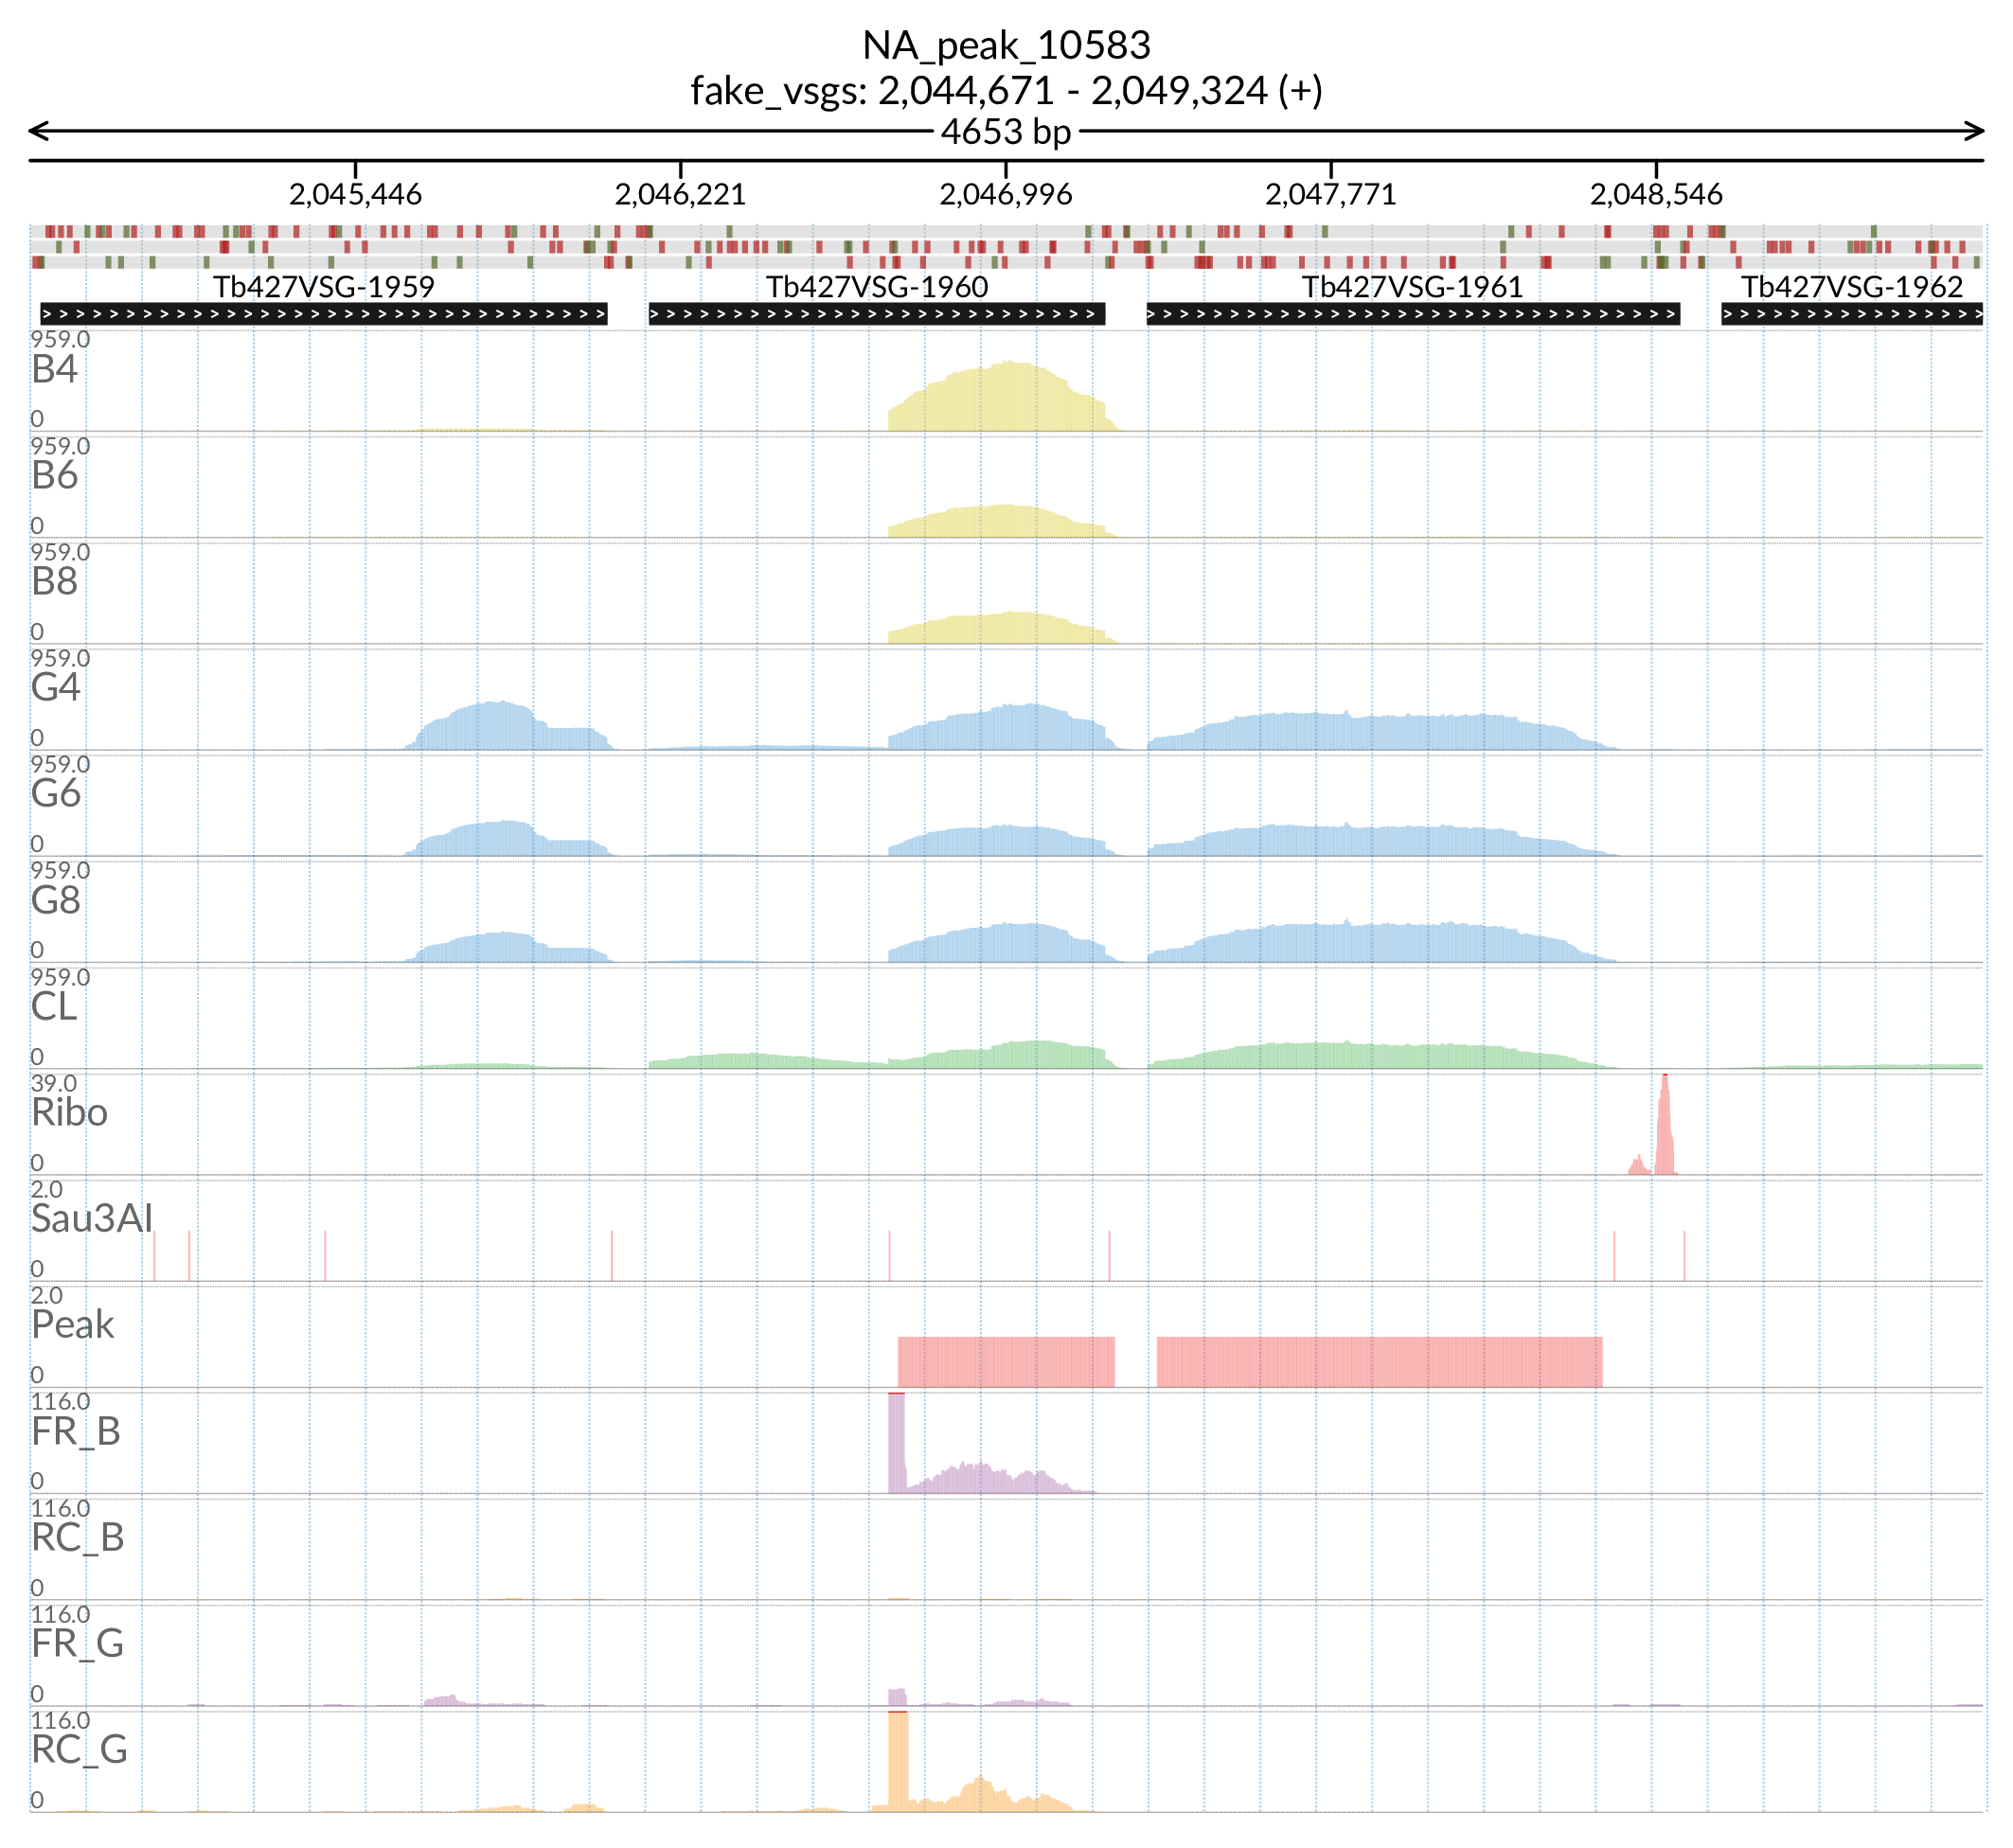 NA_peak_10583
fake_vsgs: 2,044,671 - 2,049,324 (+)
4653 bp
2,045,446 2,046,221 2,046,996 2,047,771 2,048,546
Tb427VSG-1959 Tb427VSG-1960 Tb427VSG-1961 Tb427VSG-1962
959.0
B4
0
959.0
B6
0
959.0
B8
0
959.0
G4
0
959.0
G6
0
959.0
G8
0
959.0
CL
0
39.0
Ribo
0
2.0
Sau3AI
0
2.0
Peak
0
116.0
FR_B
0
116.0
RC_B
0
116.0
FR_G
0
116.0
RC_G
0